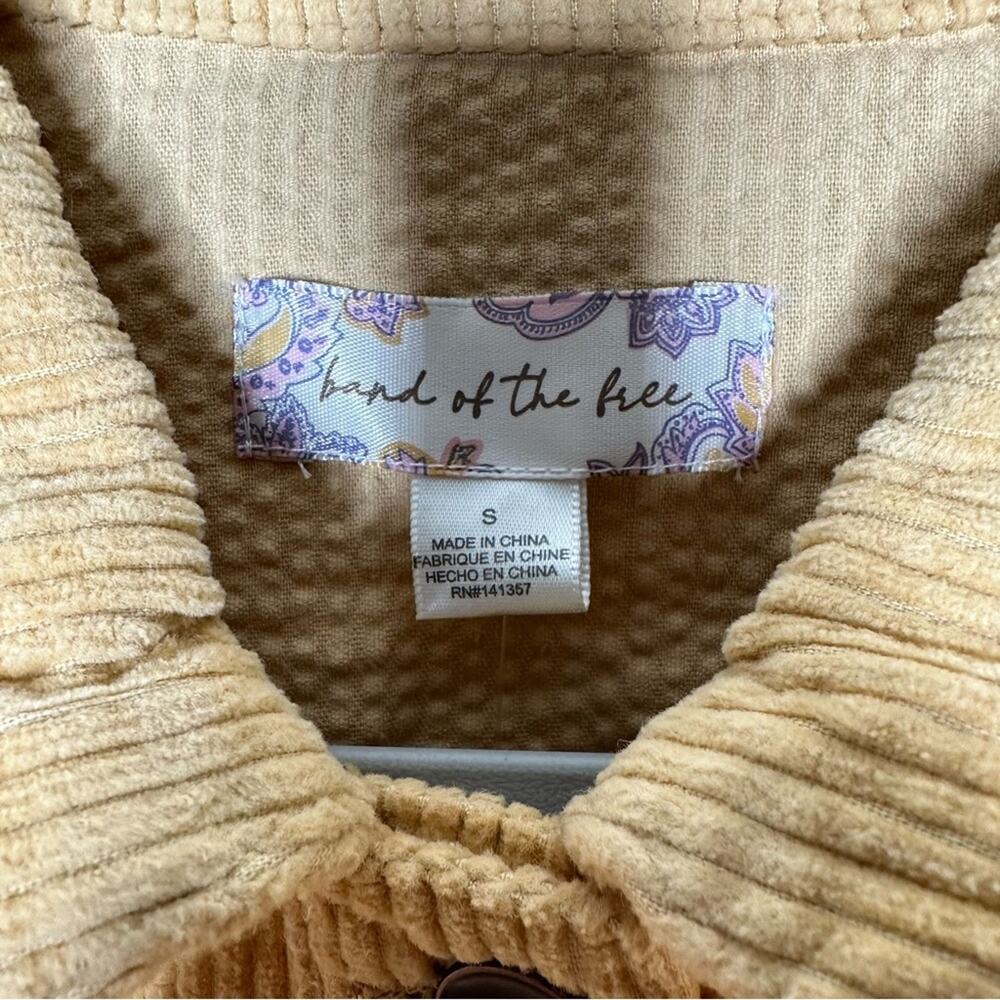 band of the free
S
MADE IN CHINA
FABRIQUE EN CHINE
HECHO EN CHINA
RN#141357